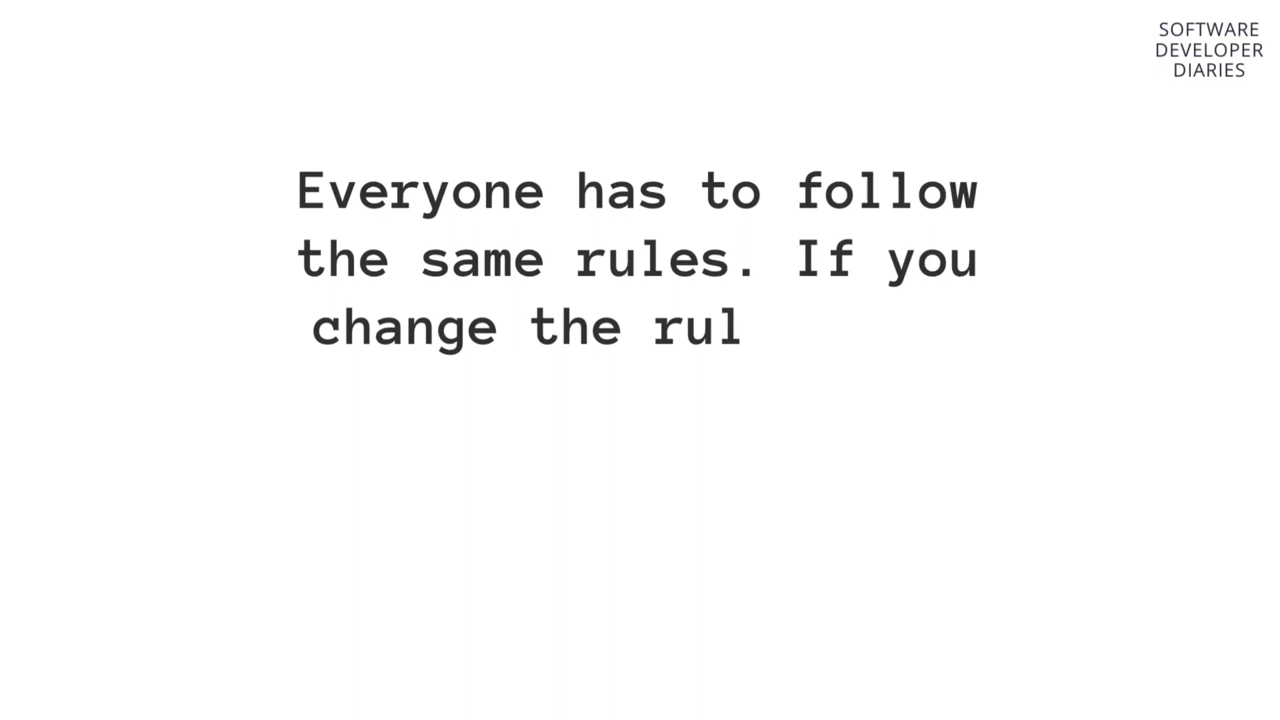 SOFTWARE
DEVELOPER
DIARIES
Everyone has to follow
the same rules. If you
change the rul